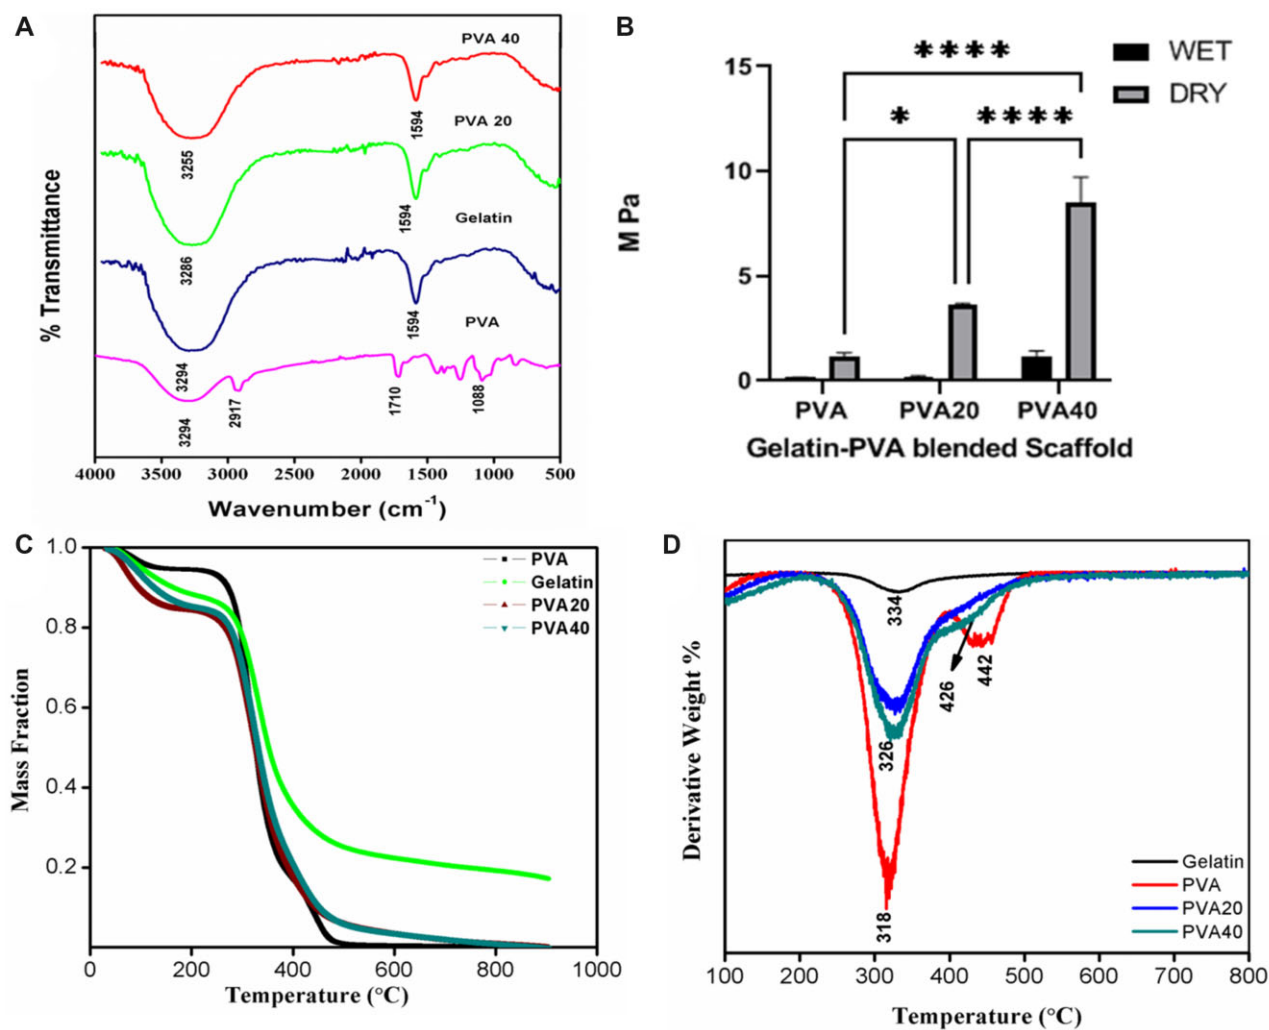 A
% Transmittance
PVA 40
3255
1594
PVA 20
3286
1594
Gelatin
3294
1594
PVA
3294
2917
1710
1088
4000 3500 3000 2500 2000 1500 1000 500
Wavenumber (cm-1)
B
WET
DRY
****
* ****
M Pa
15
10
5
0
PVA PVA20 PVA40
Gelatin-PVA blended Scaffold
C
Mass Fraction
1.0
0.8
0.6
0.4
0.2
PVA
Gelatin
PVA20
PVA40
0 200 400 600 800 1000
Temperature (°C)
D
Derivative Weight %
334
426
442
326
318
Gelatin
PVA
PVA20
PVA40
100 200 300 400 500 600 700 800
Temperature (°C)